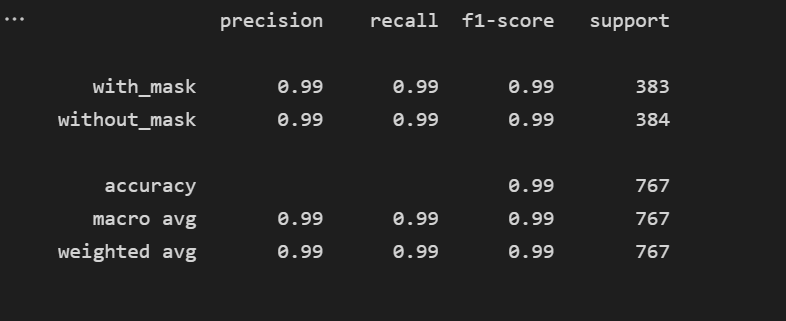 ... precision recall f1-score support
with_mask 0.99 0.99 0.99 383
without_mask 0.99 0.99 0.99 384
accuracy 0.99 767
macro avg 0.99 0.99 0.99 767
weighted avg 0.99 0.99 0.99 767